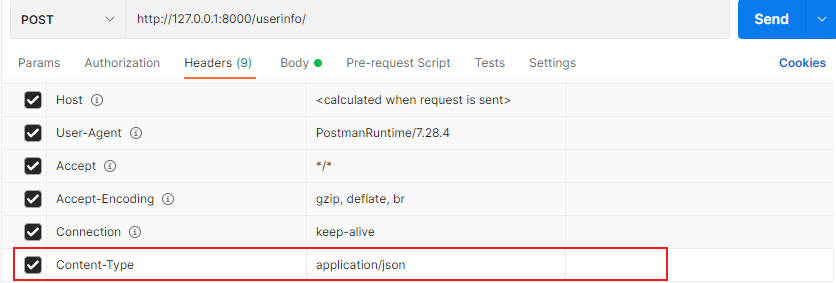 POST http://127.0.0.1:8000/userinfo/ Send
Params Authorization Headers (9) Body Pre-request Script Tests Settings Cookies
Host <calculated when request is sent>
User-Agent PostmanRuntime/7.28.4
Accept */*
Accept-Encoding gzip, deflate, br
Connection keep-alive
Content-Type application/json